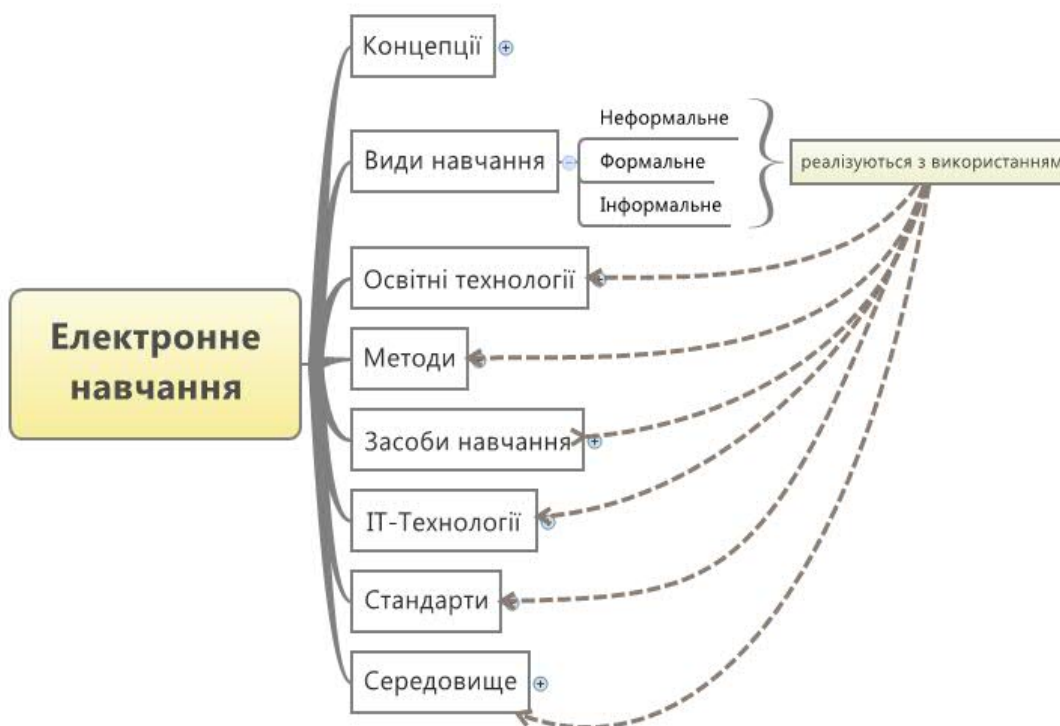 Концепції
Неформальне
Види навчання
Формальне
реалізуються з використанням
Інформальне
Освітні технології
Електронне
навчання
Методи
Засоби навчання
ІТ-Технології
Стандарти
Середовище